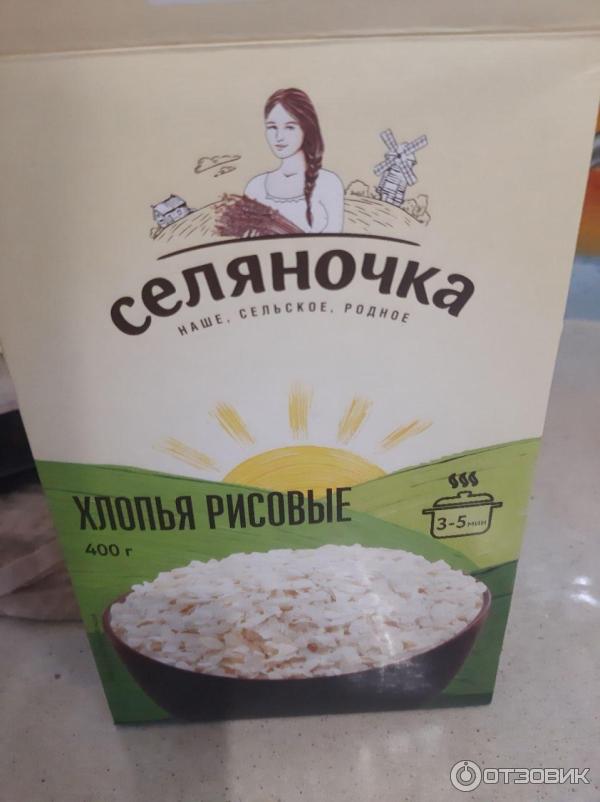 селяночка
НАШЕ, СЕЛЬСКОЕ, РОДНОЕ
ХЛОПЬЯ РИСОВЫЕ
400 г
3-5 мин
ОТЗОВИК